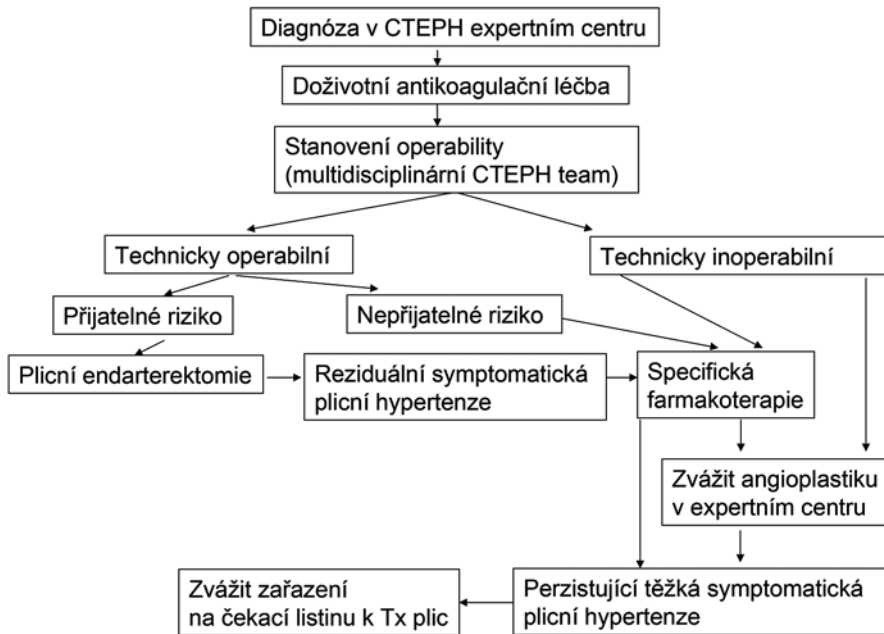 Diagnóza v CTEPH expertním centru
Doživotní antikoagulační léčba
Stanovení operability
(multidisciplinární CTEPH team)
Technicky operabilní
Technicky inoperabilní
Přijatelné riziko
Nepřijatelné riziko
Plicní endarterektomie
Reziduální symptomatická
plicní hypertenze
Specifická
farmakoterapie
Zvážit angioplastiku
v expertním centru
Zvážit zařazení
na čekací listinu k Tx plic
Perzistující těžká symptomatická
plicní hypertenze